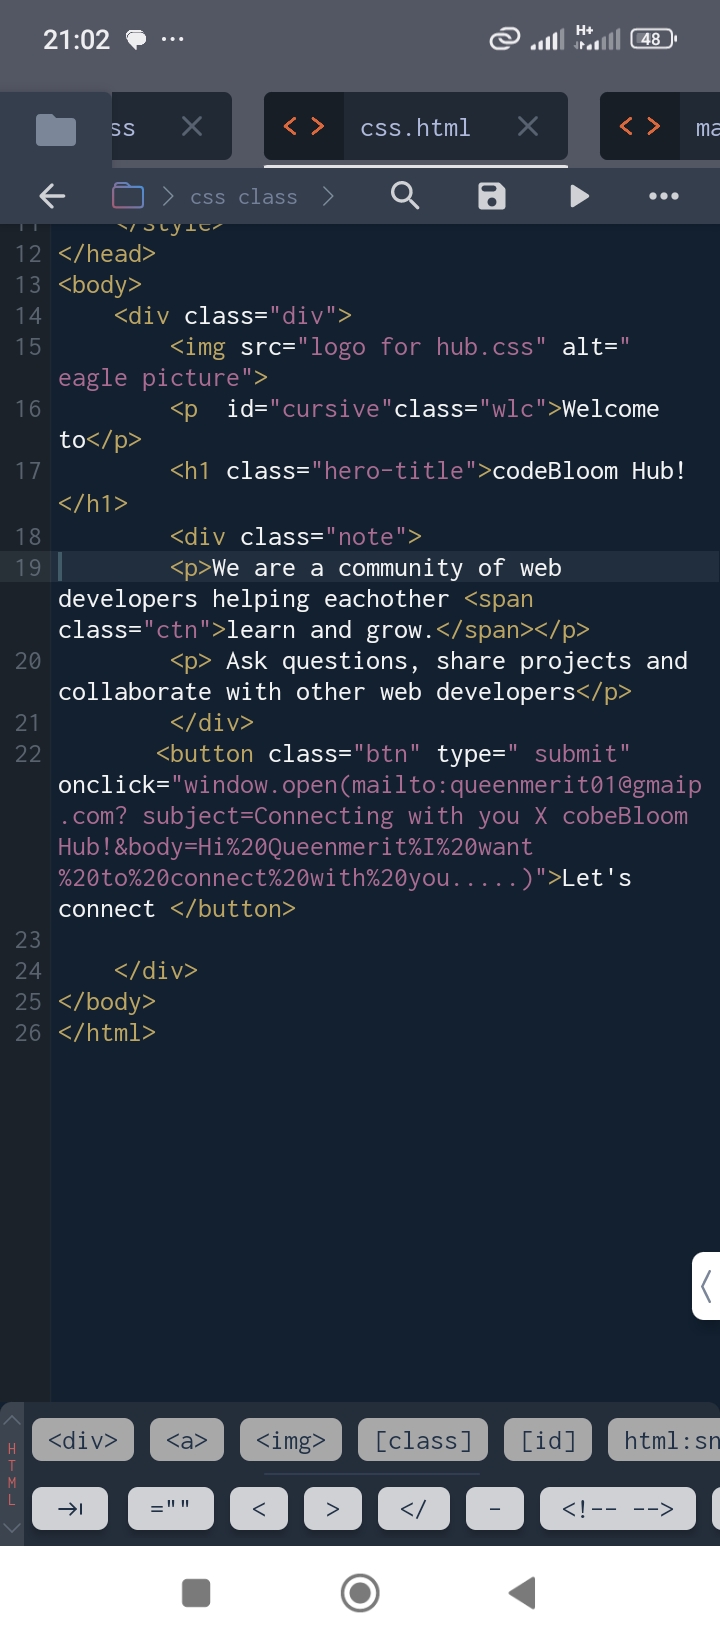 21:02 ... H+ 48
ss css.html ma
css class
11 </style>
12 </head>
13 <body>
14 <div class="div">
15 <img src="logo for hub.css" alt="
eagle picture">
16 <p  id="cursive"class="wlc">Welcome
to</p>
17 <h1 class="hero-title">codeBloom Hub!
</h1>
18 <div class="note">
19 <p>We are a community of web
developers helping eachother <span
class="ctn">learn and grow.</span></p>
20 <p> Ask questions, share projects and
collaborate with other web developers</p>
21 </div>
22 <button class="btn" type=" submit"
onclick="window.open(mailto:queenmerit01@gmaip
.com? subject=Connecting with you X cobeBloom
Hub!&body=Hi%20Queenmerit%I%20want
%20to%20connect%20with%20you.....)">Let's
connect </button>
23
24 </div>
25 </body>
26 </html>
HTML
<div> <a> <img> [class] [id] html:sn
="" < > </ - <!-- -->